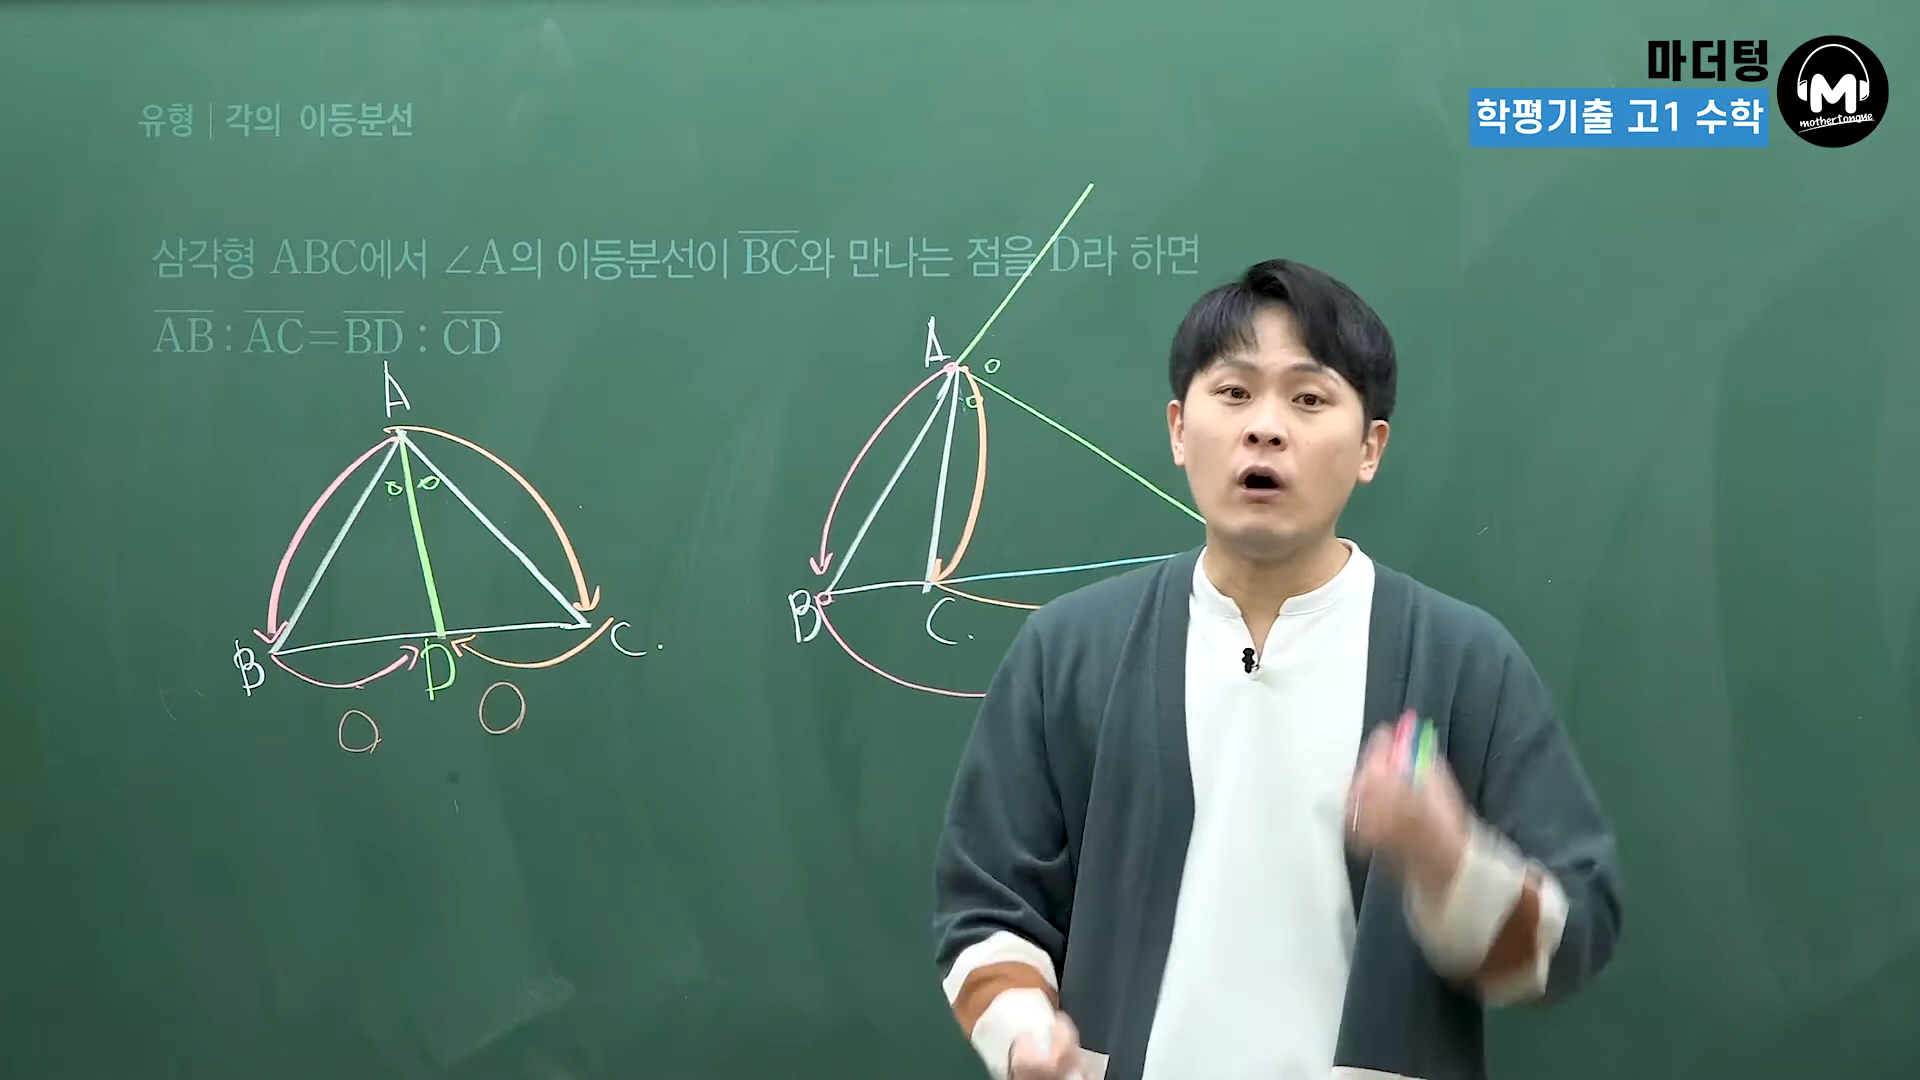 마더텅
학평기출 고1 수학
mothertongue
유형 | 각의 이등분선
삼각형 ABC에서 ∠A의 이등분선이 BC와 만나는 점을 D라 하면
AB : AC = BD : CD
A
B
D
C.
A
B
C.